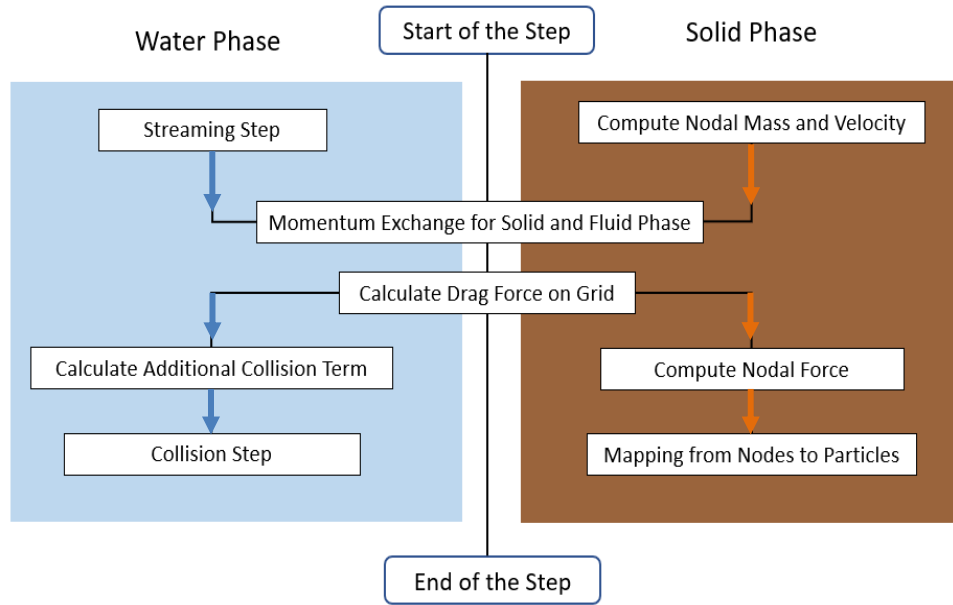 Water Phase
Start of the Step
Solid Phase
Streaming Step
Compute Nodal Mass and Velocity
Momentum Exchange for Solid and Fluid Phase
Calculate Drag Force on Grid
Calculate Additional Collision Term
Compute Nodal Force
Collision Step
Mapping from Nodes to Particles
End of the Step